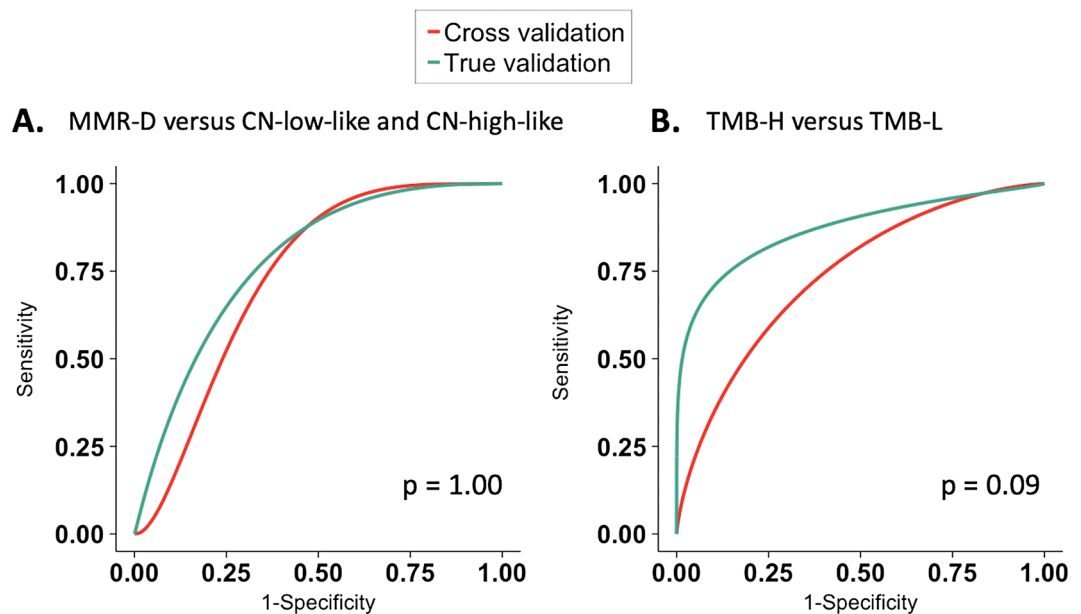 Cross validation
True validation
A. MMR-D versus CN-low-like and CN-high-like
1.00
0.75
0.50
0.25
0.00
Sensitivity
p = 1.00
0.00 0.25 0.50 0.75 1.00
1-Specificity
B. TMB-H versus TMB-L
1.00
0.75
0.50
0.25
0.00
Sensitivity
p = 0.09
0.00 0.25 0.50 0.75 1.00
1-Specificity